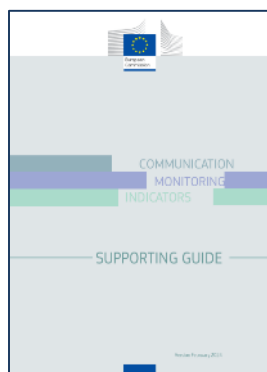 European
Commission
COMMUNICATION
MONITORING
INDICATORS
SUPPORTING GUIDE